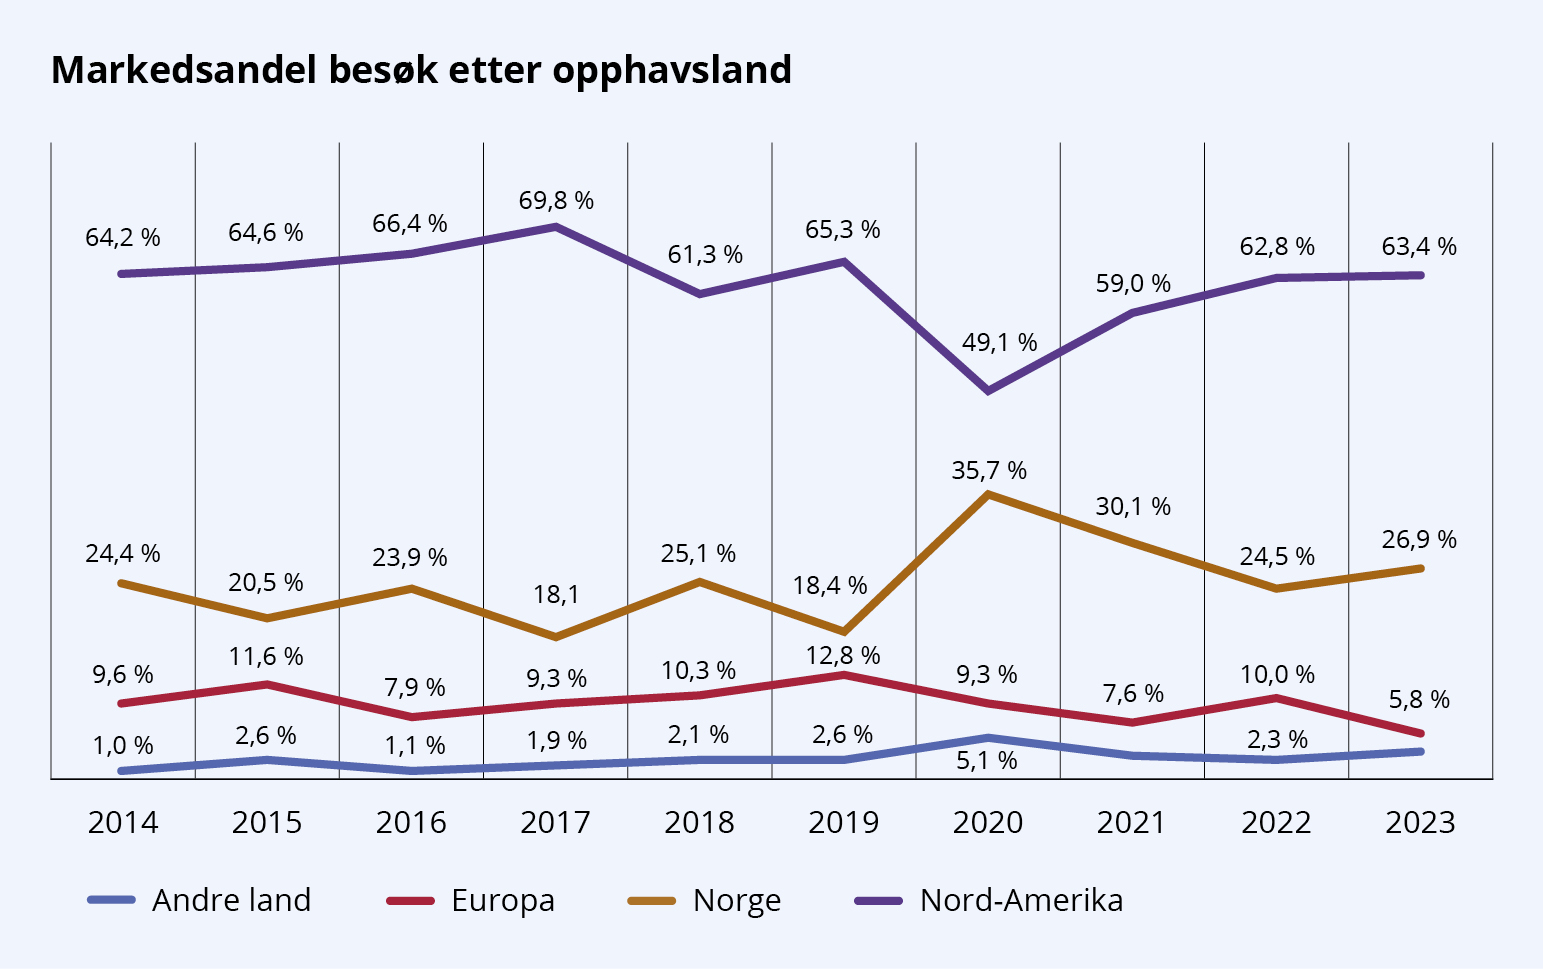 Markedsandel besøk etter opphavsland
64,2 % 64,6 % 66,4 % 69,8 % 61,3 % 65,3 % 49,1 % 59,0 % 62,8 % 63,4 %
24,4 % 20,5 % 23,9 % 18,1 25,1 % 18,4 % 35,7 % 30,1 % 24,5 % 26,9 %
9,6 % 11,6 % 7,9 % 9,3 % 10,3 % 12,8 % 9,3 % 7,6 % 10,0 % 5,8 %
1,0 % 2,6 % 1,1 % 1,9 % 2,1 % 2,6 % 5,1 % 2,3 %
2014 2015 2016 2017 2018 2019 2020 2021 2022 2023
Andre land Europa Norge Nord-Amerika